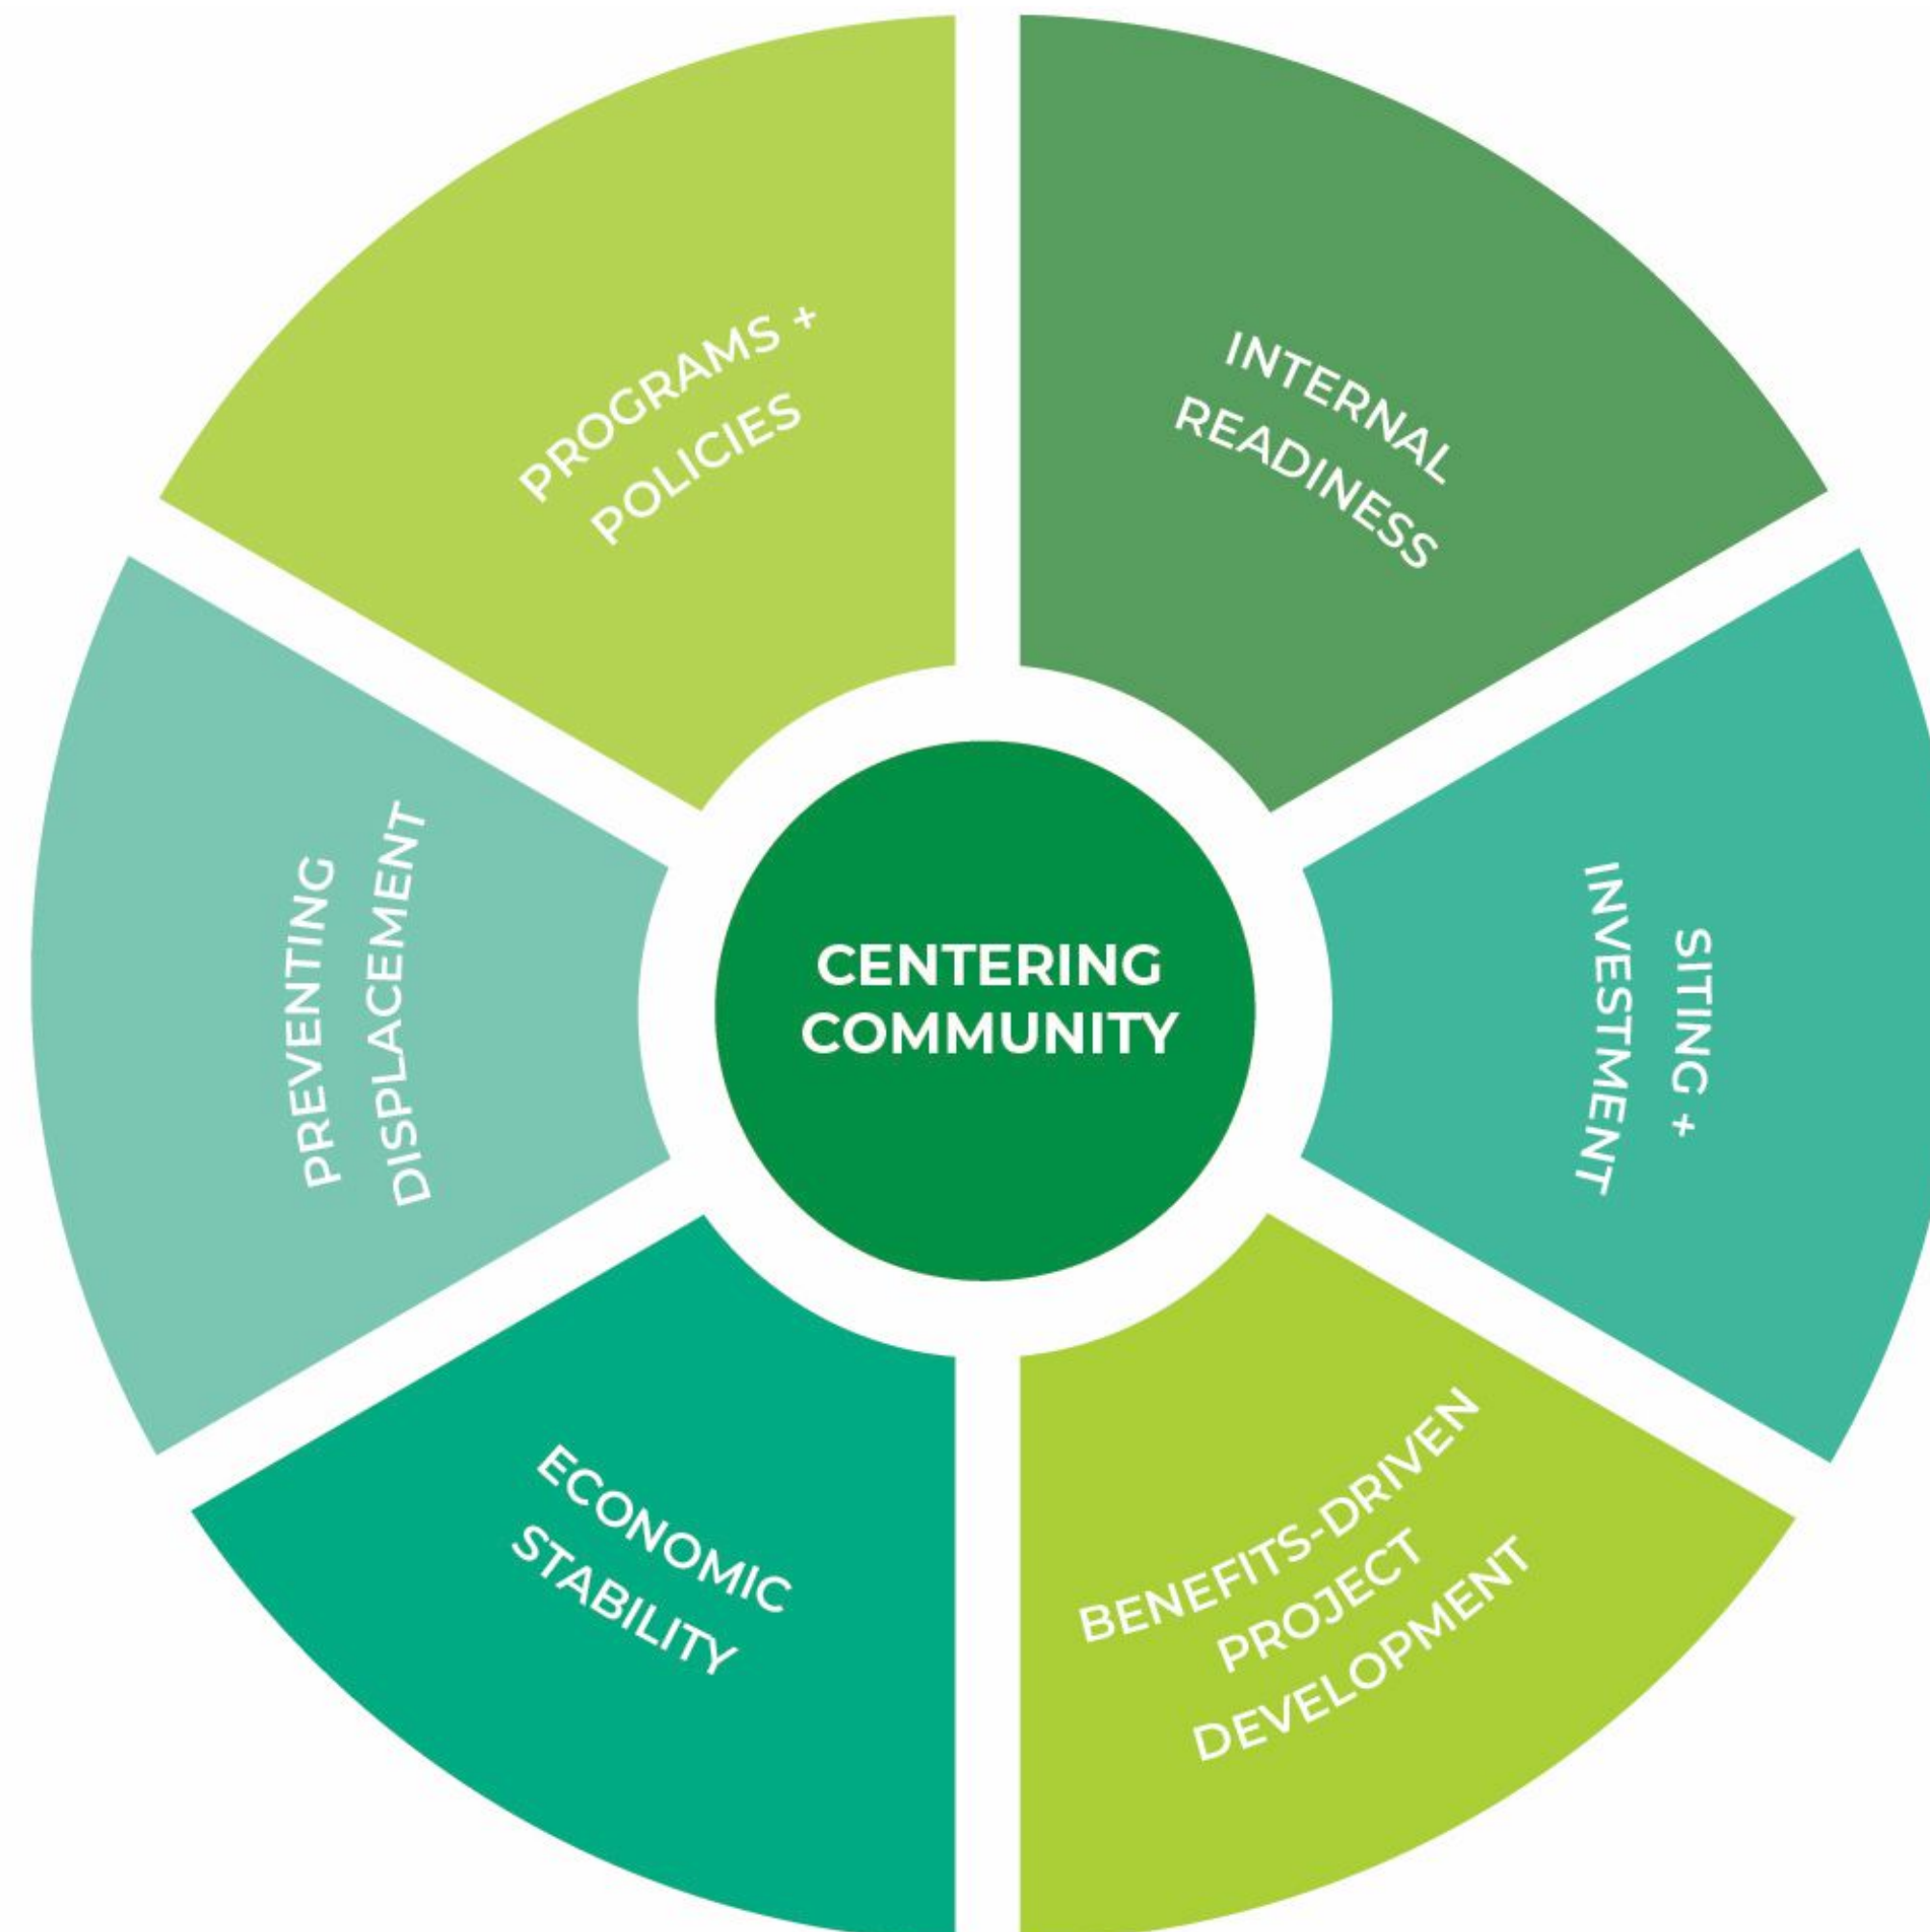 PROGRAMS +
POLICIES
INTERNAL
READINESS
SITING +
INVESTMENT
BENEFITS-DRIVEN
PROJECT
DEVELOPMENT
ECONOMIC
STABILITY
PREVENTING
DISPLACEMENT
CENTERING
COMMUNITY